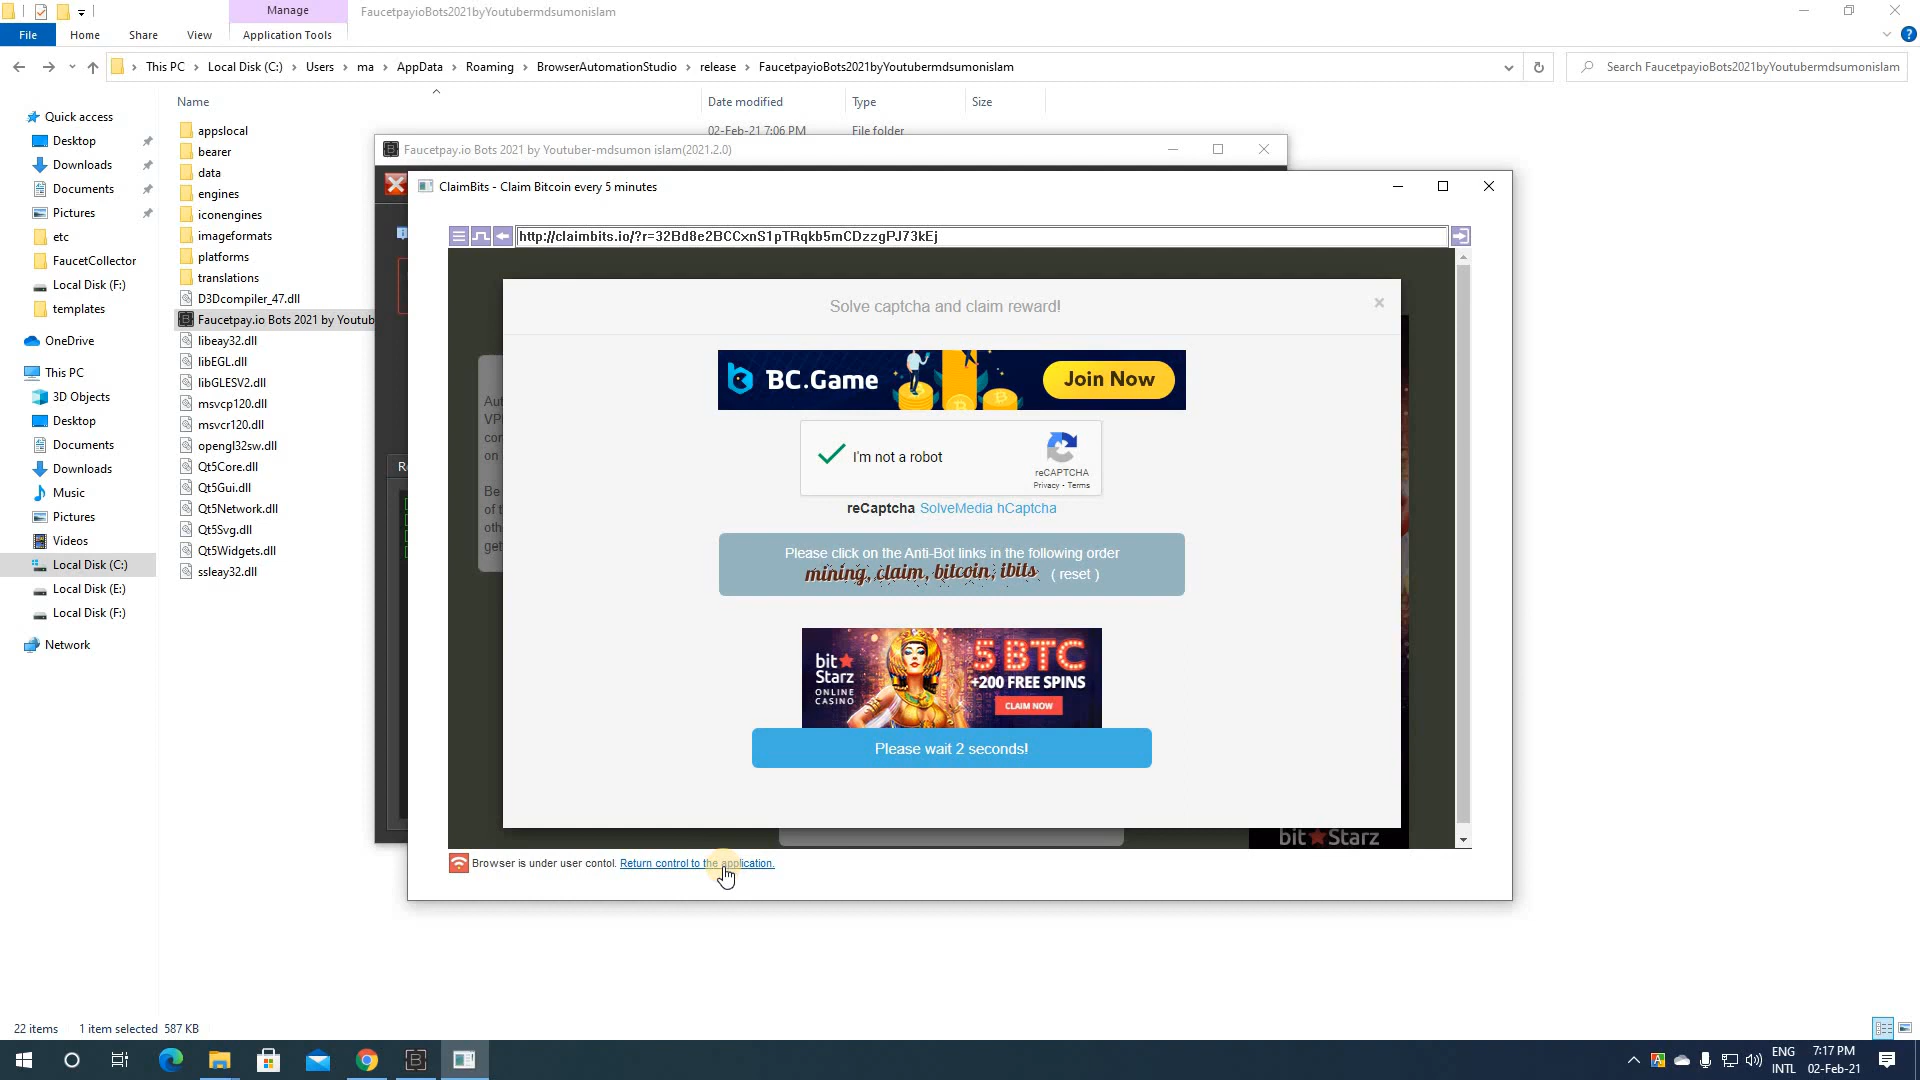 Manage
FaucetpayioBots2021byYoutubermdsumonislam
File
Home
Share
View
Application Tools
This PC
Local Disk (C:)
Users
ma
AppData
Roaming
BrowserAutomationStudio
release
FaucetpayioBots2021byYoutubermdsumonislam
Search FaucetpayioBots2021byYoutubermdsumonislam
Name
Date modified
Type
Size
Quick access
Desktop
Downloads
Documents
Pictures
etc
FaucetCollector
Local Disk (F:)
templates
OneDrive
This PC
3D Objects
Desktop
Documents
Downloads
Music
Pictures
Videos
Local Disk (C:)
Local Disk (E:)
Local Disk (F:)
Network
appslocal
02-Feb-21 7:06 PM
File folder
bearer
data
engines
iconengines
imageformats
platforms
translations
D3Dcompiler_47.dll
Faucetpay.io Bots 2021 by Youtub
libeay32.dll
libEGL.dll
libGLESV2.dll
msvcp120.dll
msvcr120.dll
opengl32sw.dll
Qt5Core.dll
Qt5Gui.dll
Qt5Network.dll
Qt5Svg.dll
Qt5Widgets.dll
ssleay32.dll
Faucetpay.io Bots 2021 by Youtuber-mdsumon islam(2021.2.0)
ClaimBits - Claim Bitcoin every 5 minutes
http://claimbits.io/?r=32Bd8e2BCCxnS1pTRqkb5mCDzzgPJ73kEj
Solve captcha and claim reward!
×
BC.Game
Join Now
I'm not a robot
reCAPTCHA
Privacy - Terms
reCaptcha SolveMedia hCaptcha
Please click on the Anti-Bot links in the following order
mining, claim, bitcoin, ibits ( reset )
bit★Starz
ONLINE
CASINO
5 BTC
+200 FREE SPINS
CLAIM NOW
Please wait 2 seconds!
bit★Starz
Browser is under user contol. Return control to the application.
22 items
1 item selected 587 KB
ENG
INTL
7:17 PM
02-Feb-21